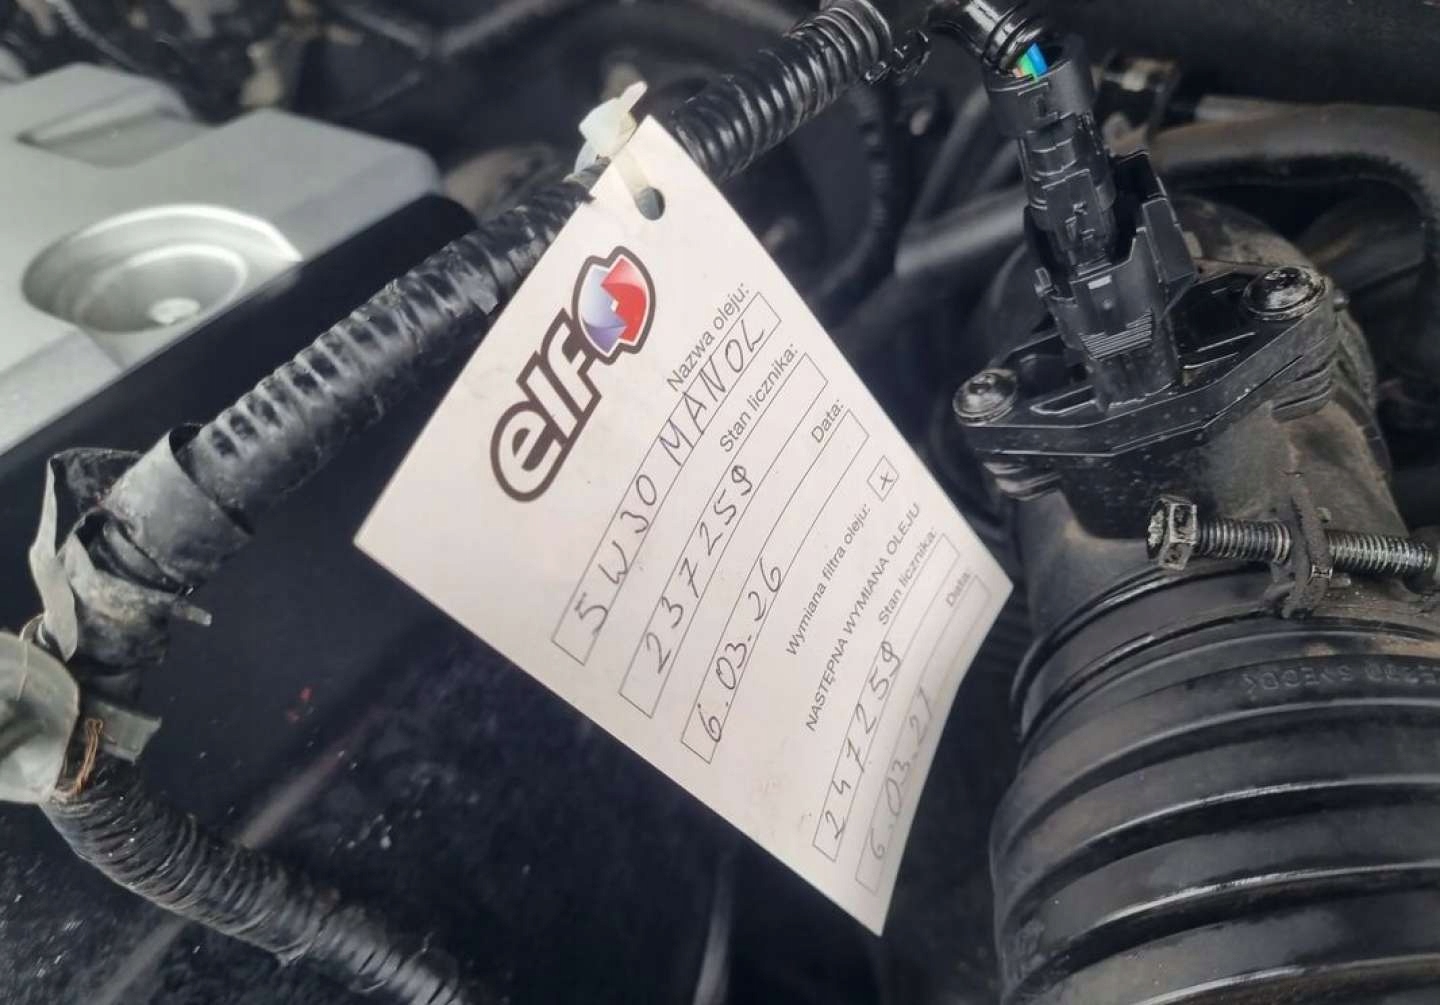 elf
Nazwa oleju:
5W30 MANOL
Stan licznika:
237259
Data:
6.03.26
Wymiana filtra oleju: x
NASTĘPNA WYMIANA OLEJU
Stan licznika:
247259
Data:
6.03.27